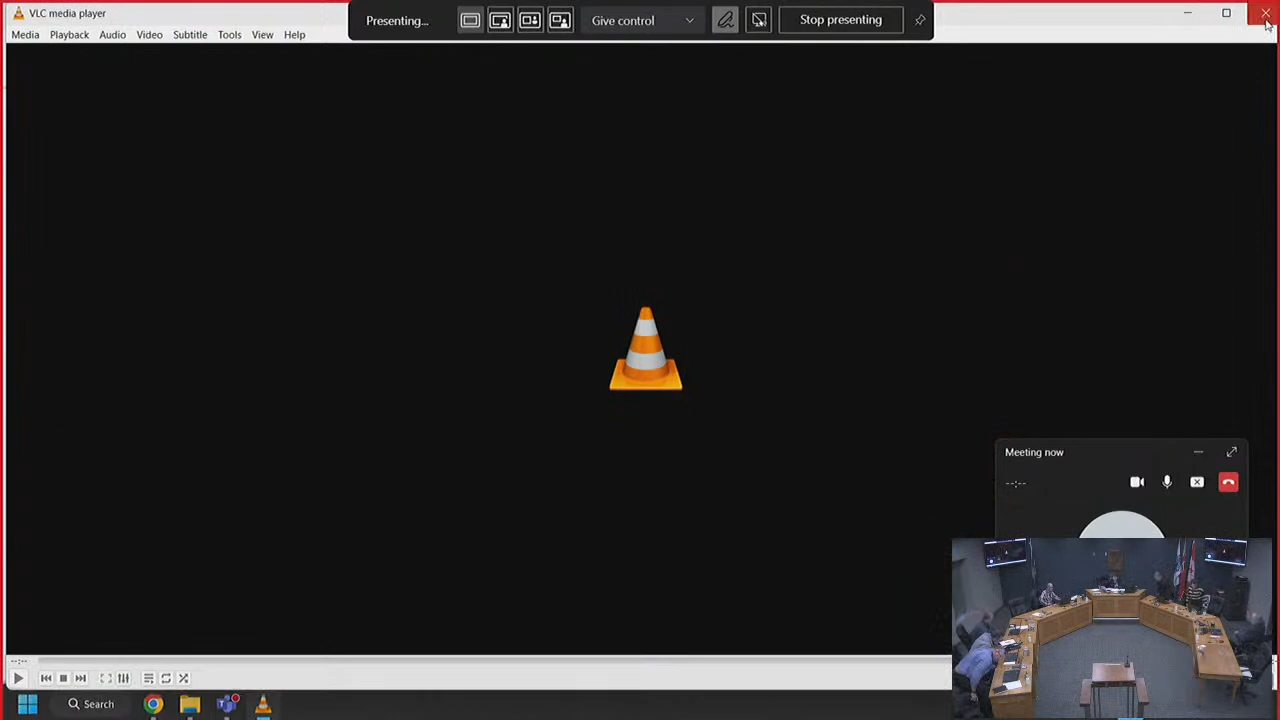 VLC media player
Presenting...
Give control
Stop presenting
Media Playback Audio Video Subtitle Tools View Help
Meeting now
--:--
--:--
Search